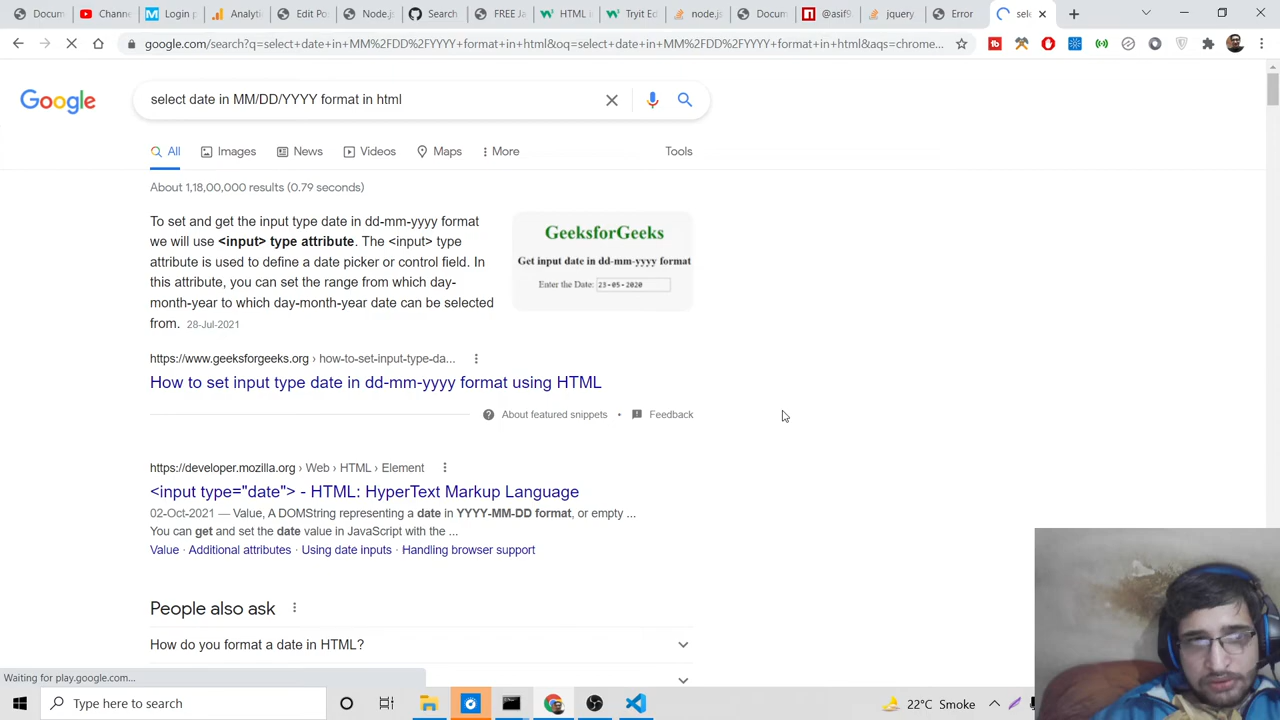 Docum
Channe
Login p
Analyti
Edit Pos
Node.js
Search
FREE Ja
HTML in
Tryit Ed
node.js
Docum
@asif9
jquery
Error
sele
google.com/search?q=select+date+in+MM%2FDD%2FYYYY+format+in+html&oq=select+date+in+MM%2FDD%2FYYYY+format+in+html&aqs=chrome...
Google
select date in MM/DD/YYYY format in html
All
Images
News
Videos
Maps
More
Tools
About 1,18,00,000 results (0.79 seconds)
To set and get the input type date in dd-mm-yyyy format
we will use <input> type attribute. The <input> type
attribute is used to define a date picker or control field. In
this attribute, you can set the range from which day-
month-year to which day-month-year date can be selected
from. 28-Jul-2021
GeeksforGeeks
Get input date in dd-mm-yyyy format
Enter the Date: 23-05-2020
https://www.geeksforgeeks.org › how-to-set-input-type-da...
How to set input type date in dd-mm-yyyy format using HTML
About featured snippets • Feedback
https://developer.mozilla.org › Web › HTML › Element
<input type="date"> - HTML: HyperText Markup Language
02-Oct-2021 — Value, A DOMString representing a date in YYYY-MM-DD format, or empty ...
You can get and set the date value in JavaScript with the ...
Value · Additional attributes · Using date inputs · Handling browser support
People also ask
How do you format a date in HTML?
Waiting for play.google.com...
Type here to search
22°C Smoke